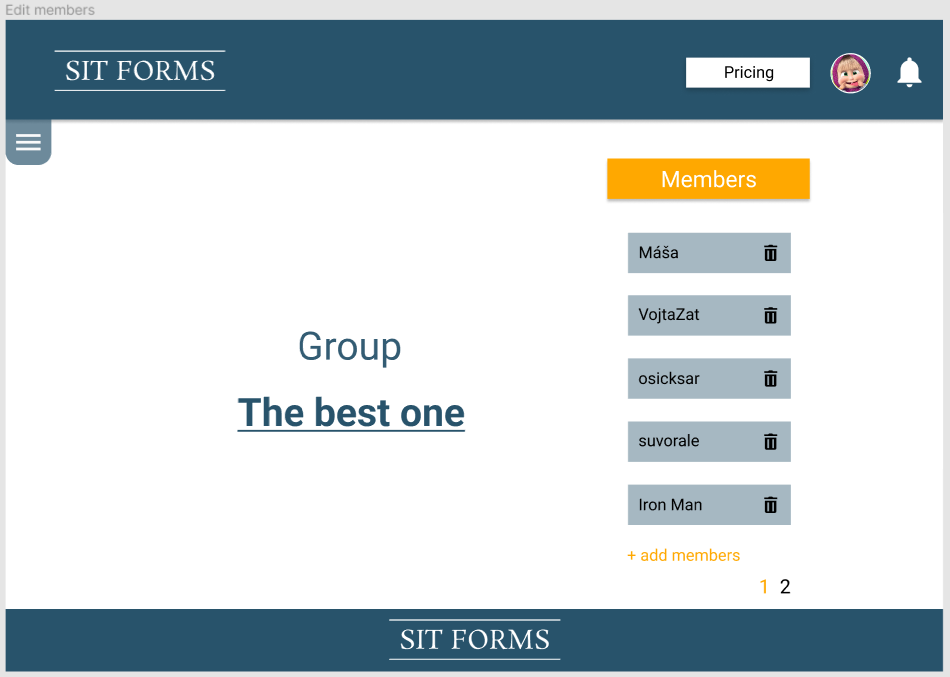 Edit members
SIT FORMS
Pricing
Members
Máša
VojtaZat
osicksar
suvorale
Iron Man
Group
The best one
+ add members
1 2
SIT FORMS